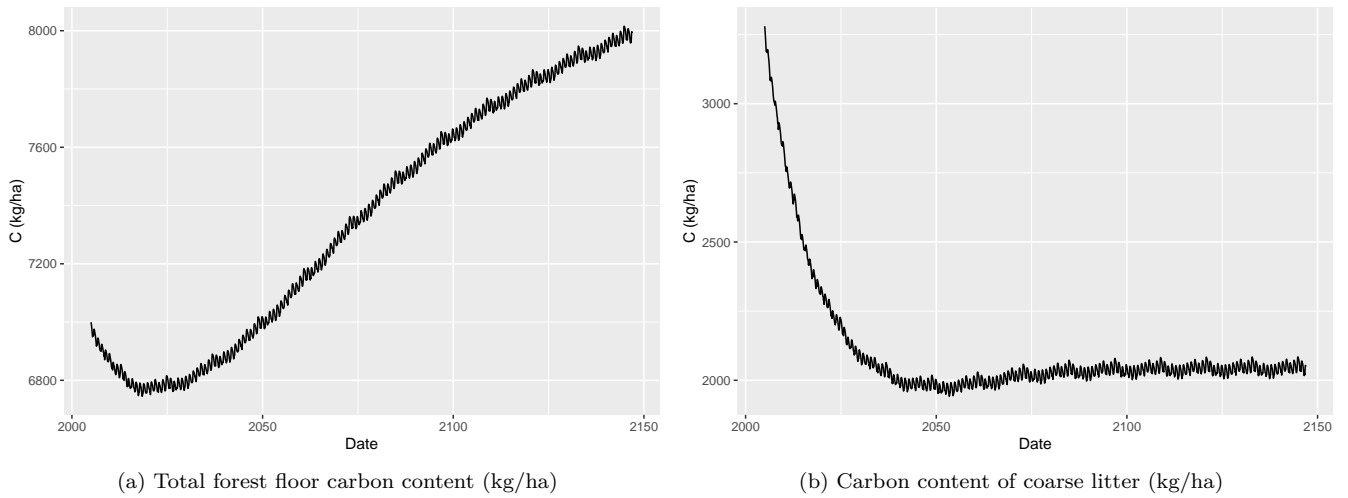 8000
7600
7200
6800
C (kg/ha)
2000
2050
2100
2150
Date
(a) Total forest floor carbon content (kg/ha)
3000
2500
2000
C (kg/ha)
2000
2050
2100
2150
Date
(b) Carbon content of coarse litter (kg/ha)